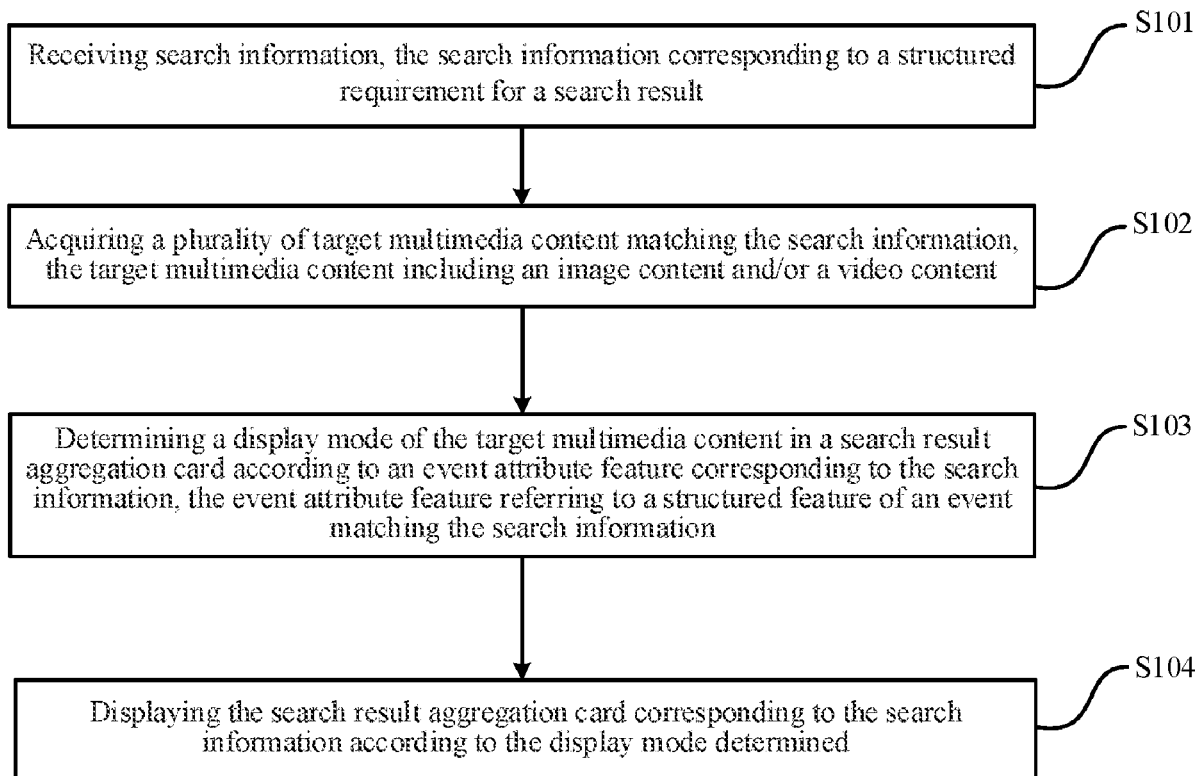 S101
Receiving search information, the search information corresponding to a structured
requirement for a search result
S102
Acquiring a plurality of target multimedia content matching the search information,
the target multimedia content including an image content and/or a video content
S103
Determining a display mode of the target multimedia content in a search result
aggregation card according to an event attribute feature corresponding to the search
information, the event attribute feature referring to a structured feature of an event
matching the search information
S104
Displaying the search result aggregation card corresponding to the search
information according to the display mode determined